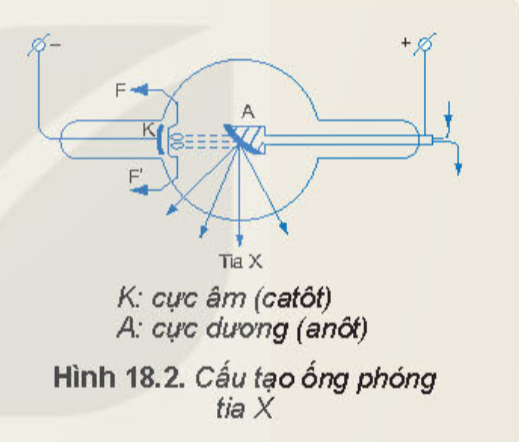 – +
F A
K
F'
Tia X
K: cực âm (catôt)
A: cực dương (anôt)
Hình 18.2. Cấu tạo ống phóng
tia X